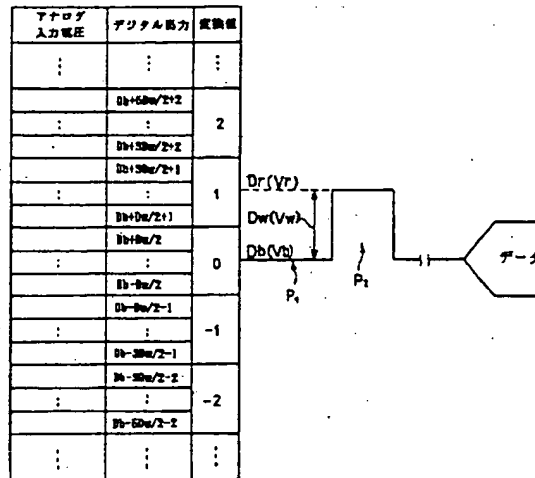 アナログ
入力電圧
デジタル出力
変換値
⋮ ⋮ ⋮
Db+5Dw/2+2
⋮ ⋮
Db+3Dw/2+2
2
Db+3Dw/2+1
⋮ ⋮
Db+Dw/2+1
1
Db+Dw/2
⋮ ⋮
Db-Dw/2
0
Db-Dw/2-1
⋮ ⋮
Db-3Dw/2-1
-1
Db-3Dw/2-2
⋮ ⋮
Db-5Dw/2-2
-2
⋮ ⋮ ⋮
Dr(Vr)
Dw(Vw)
Db(Vb)
P₁
P₂
データ